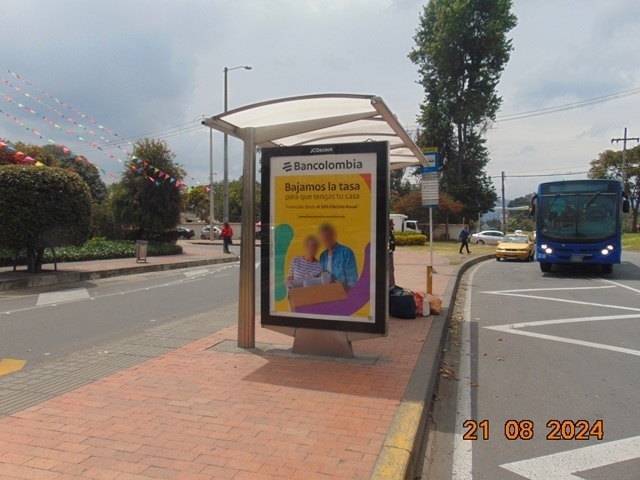 JCDecaux
Bancolombia
Bajamos la tasa
para que tengas tu casa
21 08 2024